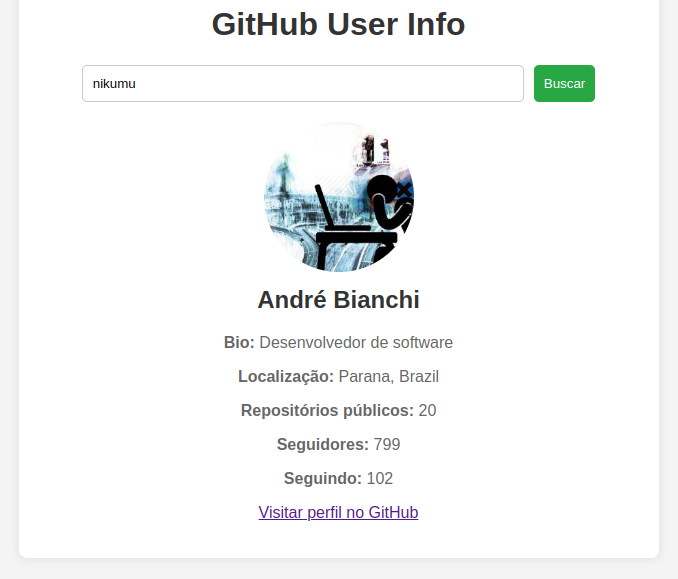 GitHub User Info
nikumu
Buscar
André Bianchi
Bio: Desenvolvedor de software
Localização: Parana, Brazil
Repositórios públicos: 20
Seguidores: 799
Seguindo: 102
Visitar perfil no GitHub